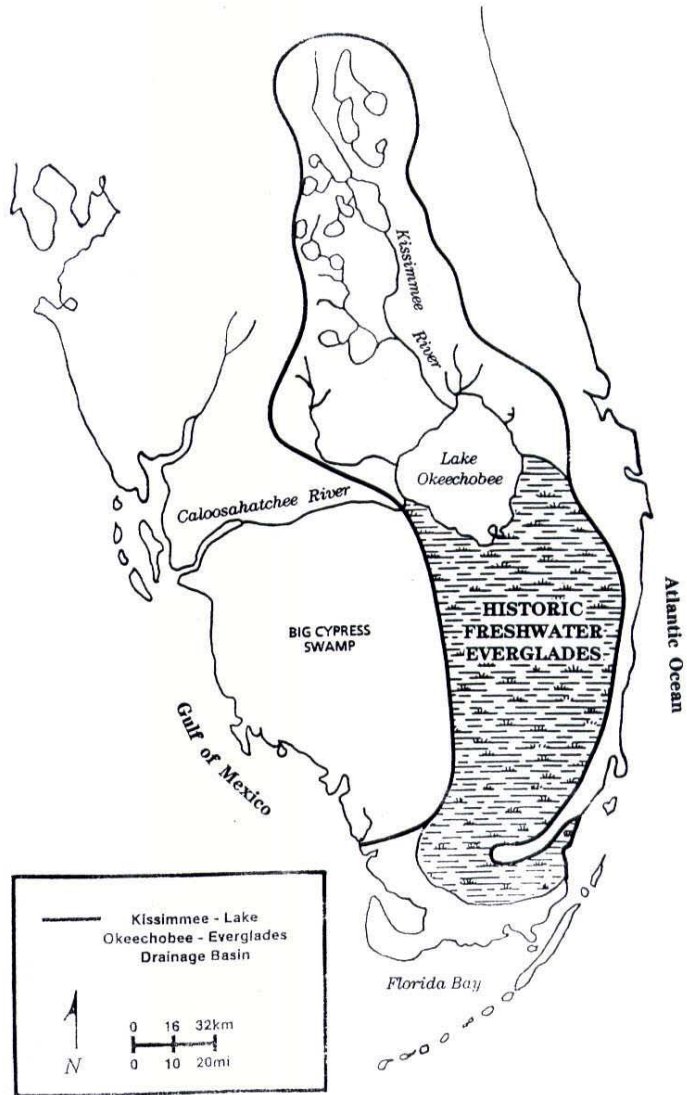 Kissimmee
River
Lake
Okeechobee
Caloosahatchee River
HISTORIC
FRESHWATER
EVERGLADES
BIG CYPRESS
SWAMP
Atlantic Ocean
Gulf of Mexico
Florida Bay
Kissimmee - Lake
Okeechobee - Everglades
Drainage Basin
0 16 32km
0 10 20mi
N